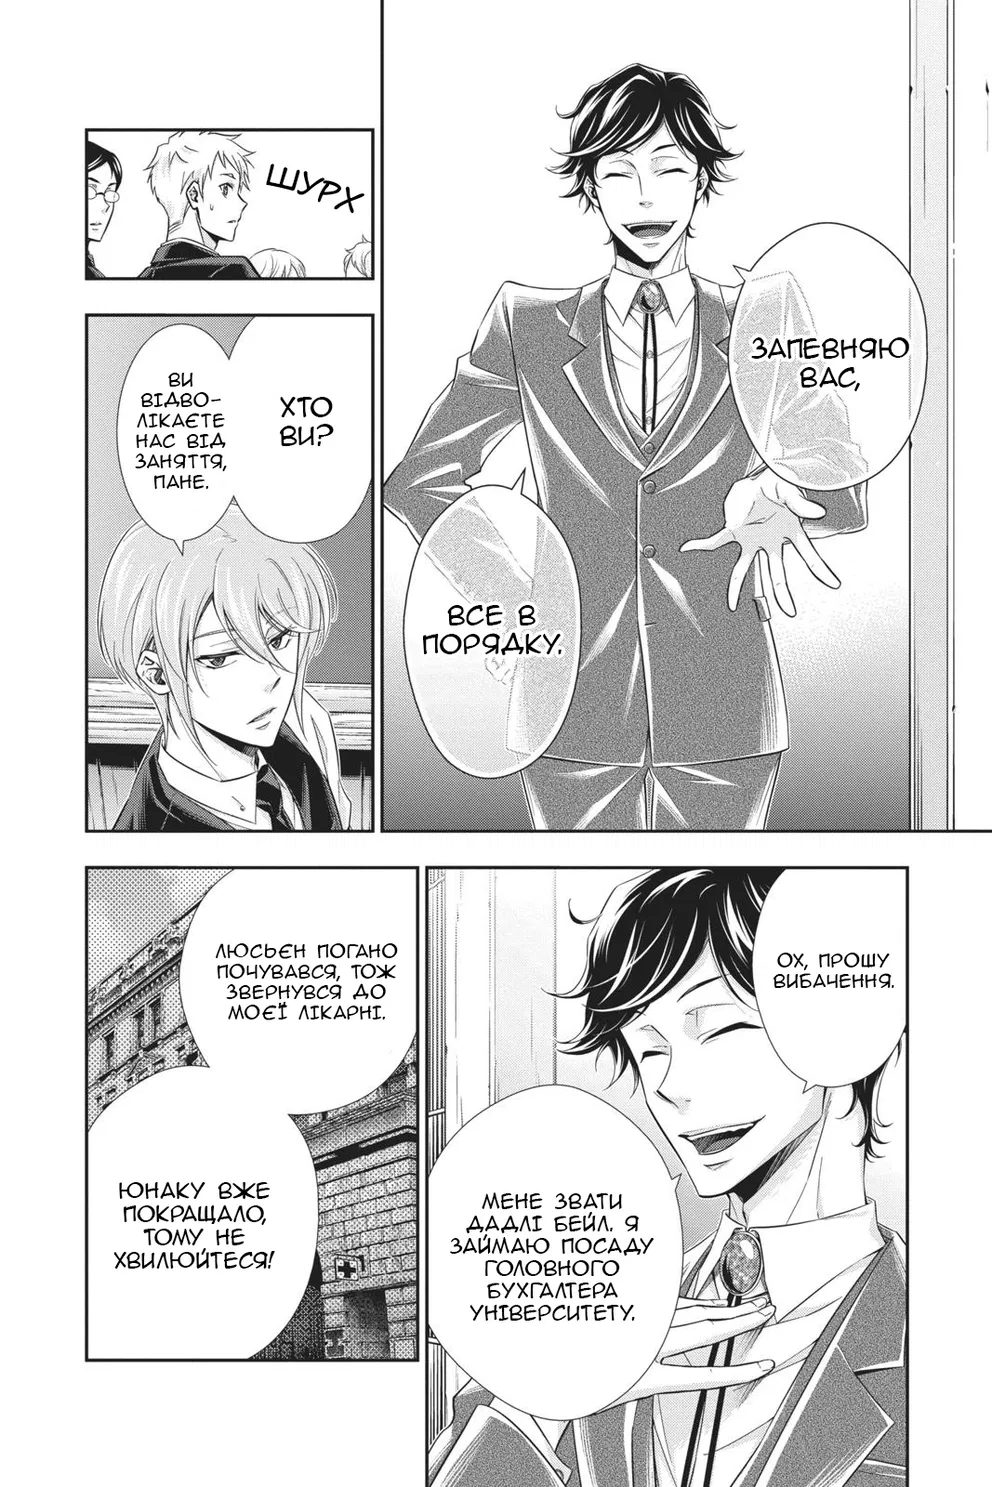 ЗАПЕВНЯЮ
ВАС,
ВСЕ В
ПОРЯДКУ.
ШУРХ
ХТО
ВИ?
ВИ
ВІДВО-
ЛІКАЄТЕ
НАС ВІД
ЗАНЯТТЯ,
ПАНЕ.
ОХ, ПРОШУ
ВИБАЧЕННЯ.
МЕНЕ ЗВАТИ
ДАДЛІ БЕЙЛ. Я
ЗАЙМАЮ ПОСАДУ
ГОЛОВНОГО
БУХГАЛТЕРА
УНІВЕРСИТЕТУ.
ЛЮСЬЄН ПОГАНО
ПОЧУВАВСЯ, ТОЖ
ЗВЕРНУВСЯ ДО
МОЄЇ ЛІКАРНІ.
ЮНАКУ ВЖЕ
ПОКРАЩАЛО,
ТОМУ НЕ
ХВИЛЮЙТЕСЯ!